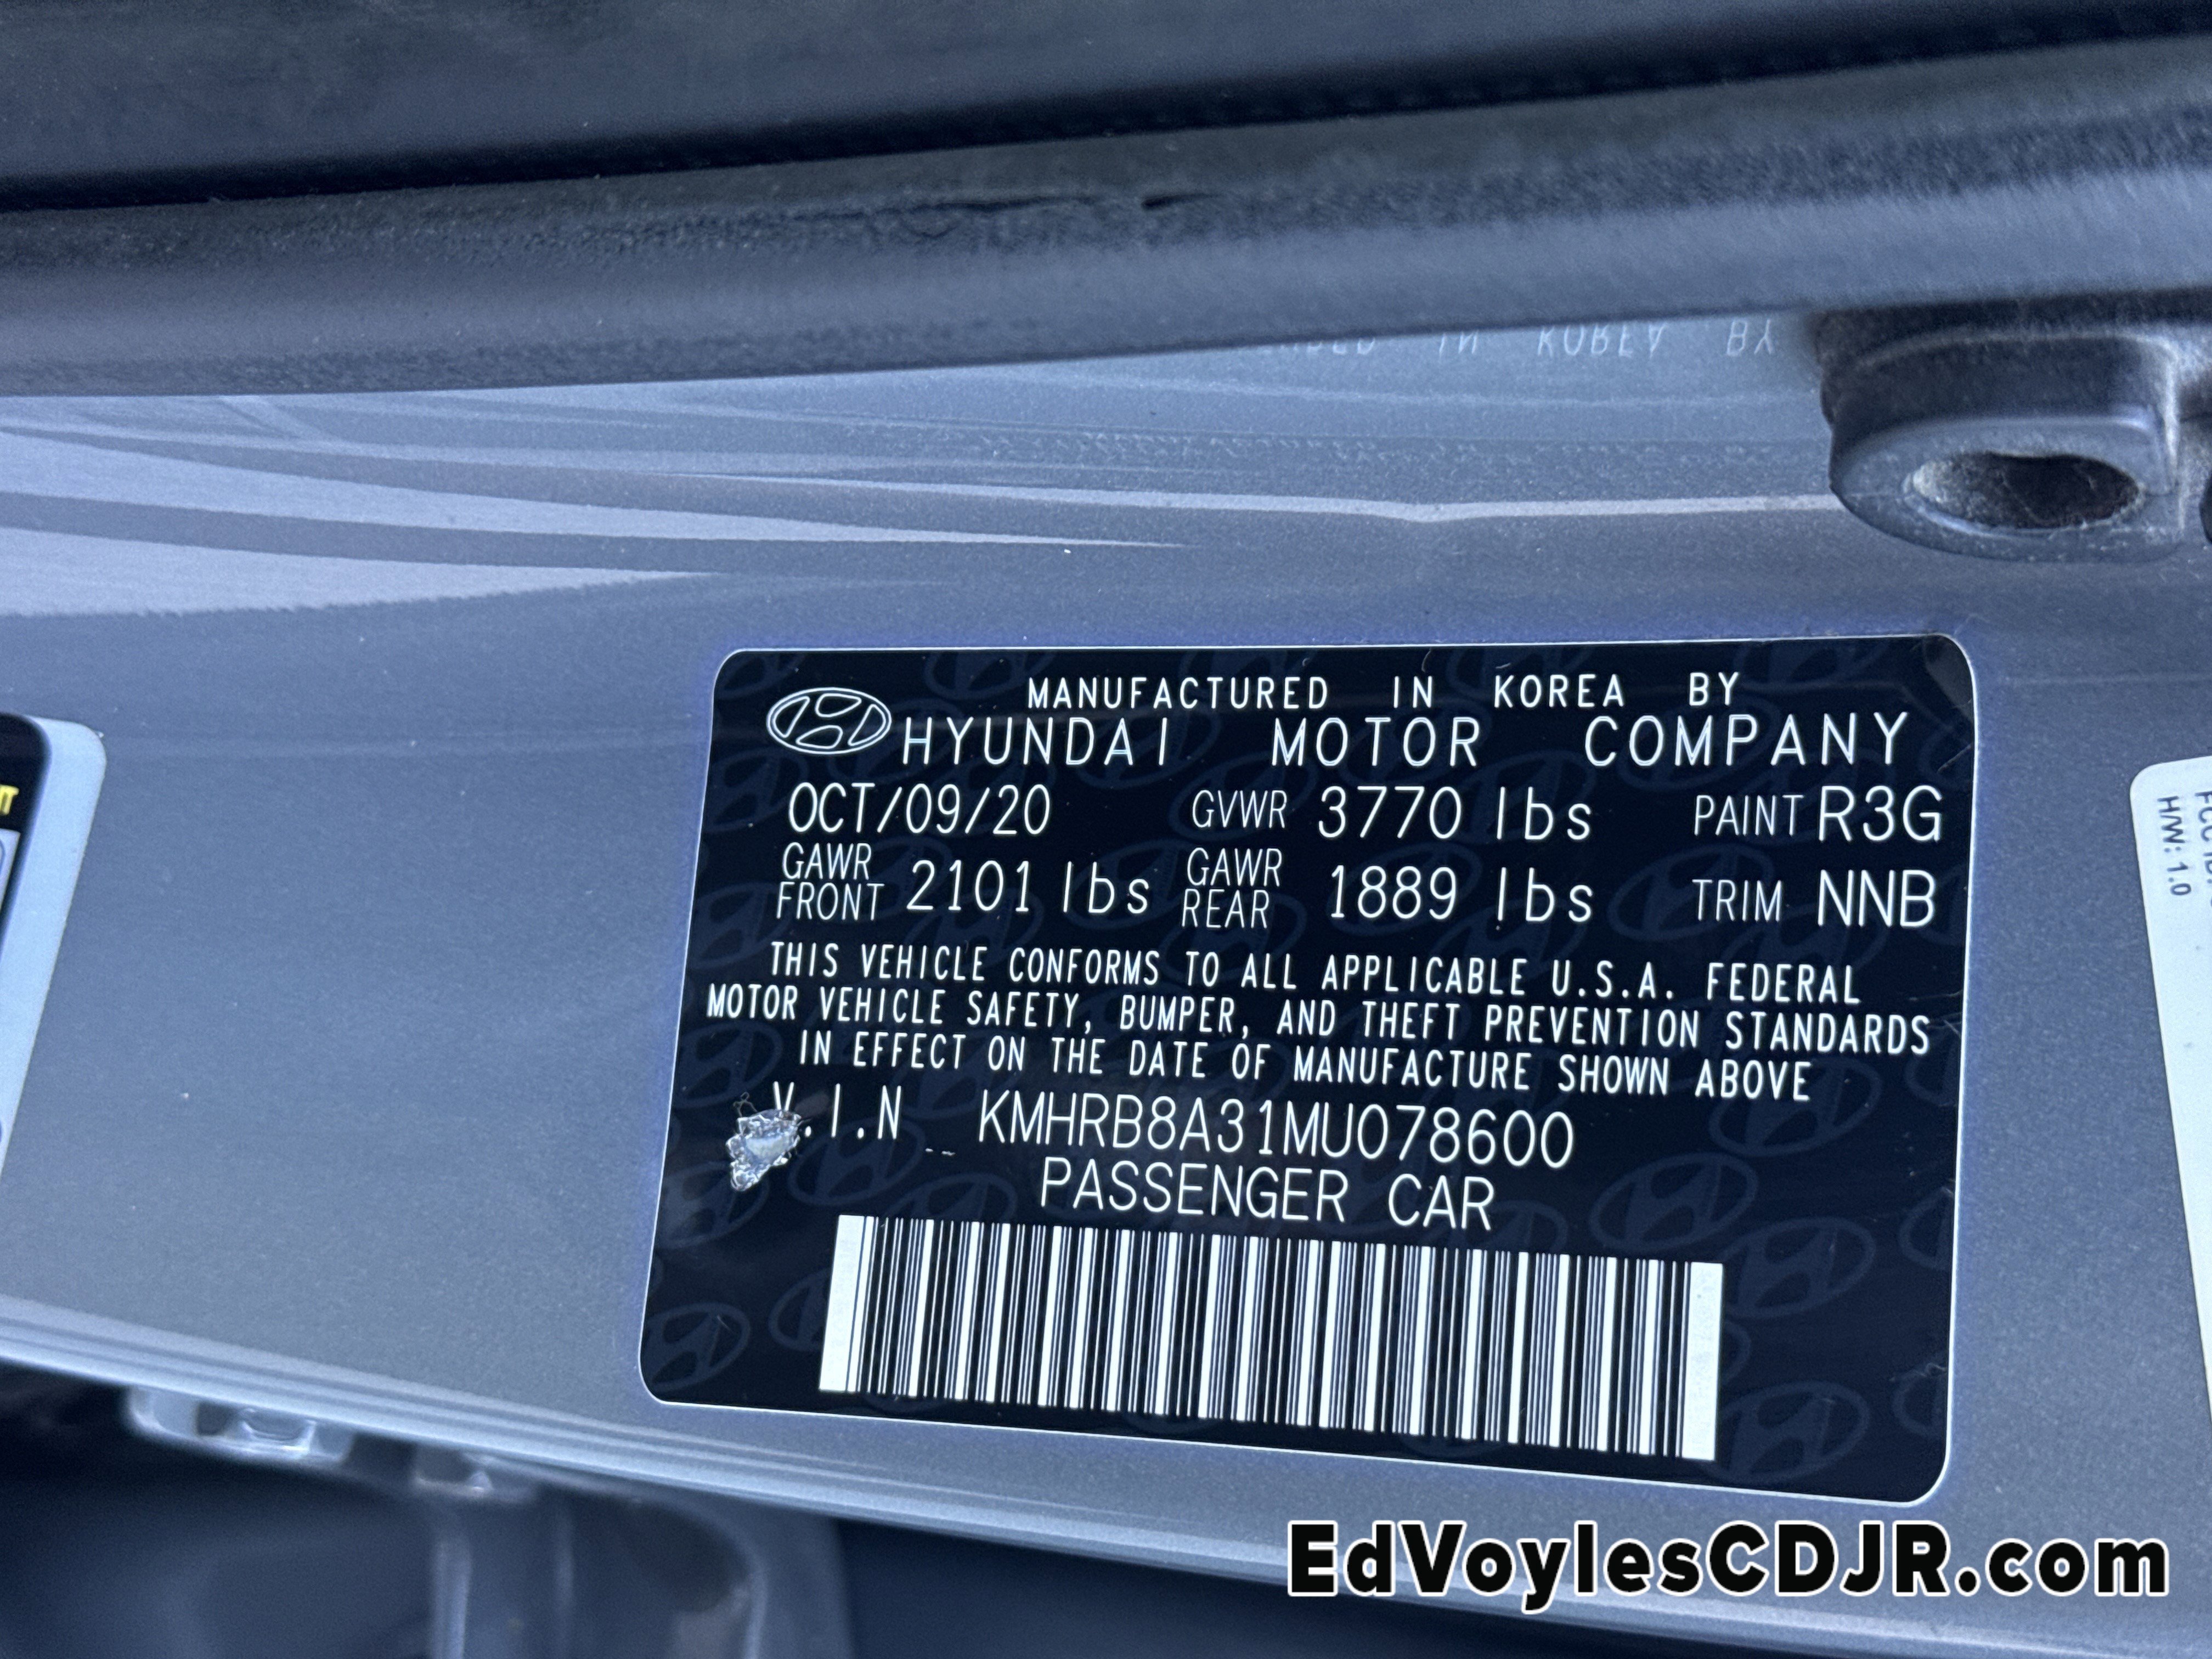 MANUFACTURED IN KOREA BY
HYUNDAI MOTOR COMPANY
OCT/09/20 GVWR 3770 lbs PAINT R3G
GAWR FRONT 2101 lbs GAWR REAR 1889 lbs TRIM NNB
THIS VEHICLE CONFORMS TO ALL APPLICABLE U.S.A. FEDERAL
MOTOR VEHICLE SAFETY, BUMPER, AND THEFT PREVENTION STANDARDS
IN EFFECT ON THE DATE OF MANUFACTURE SHOWN ABOVE
V.I.N KMHRB8A31MU078600
PASSENGER CAR
H/W: 1.0
EdVoylesCDJR.com